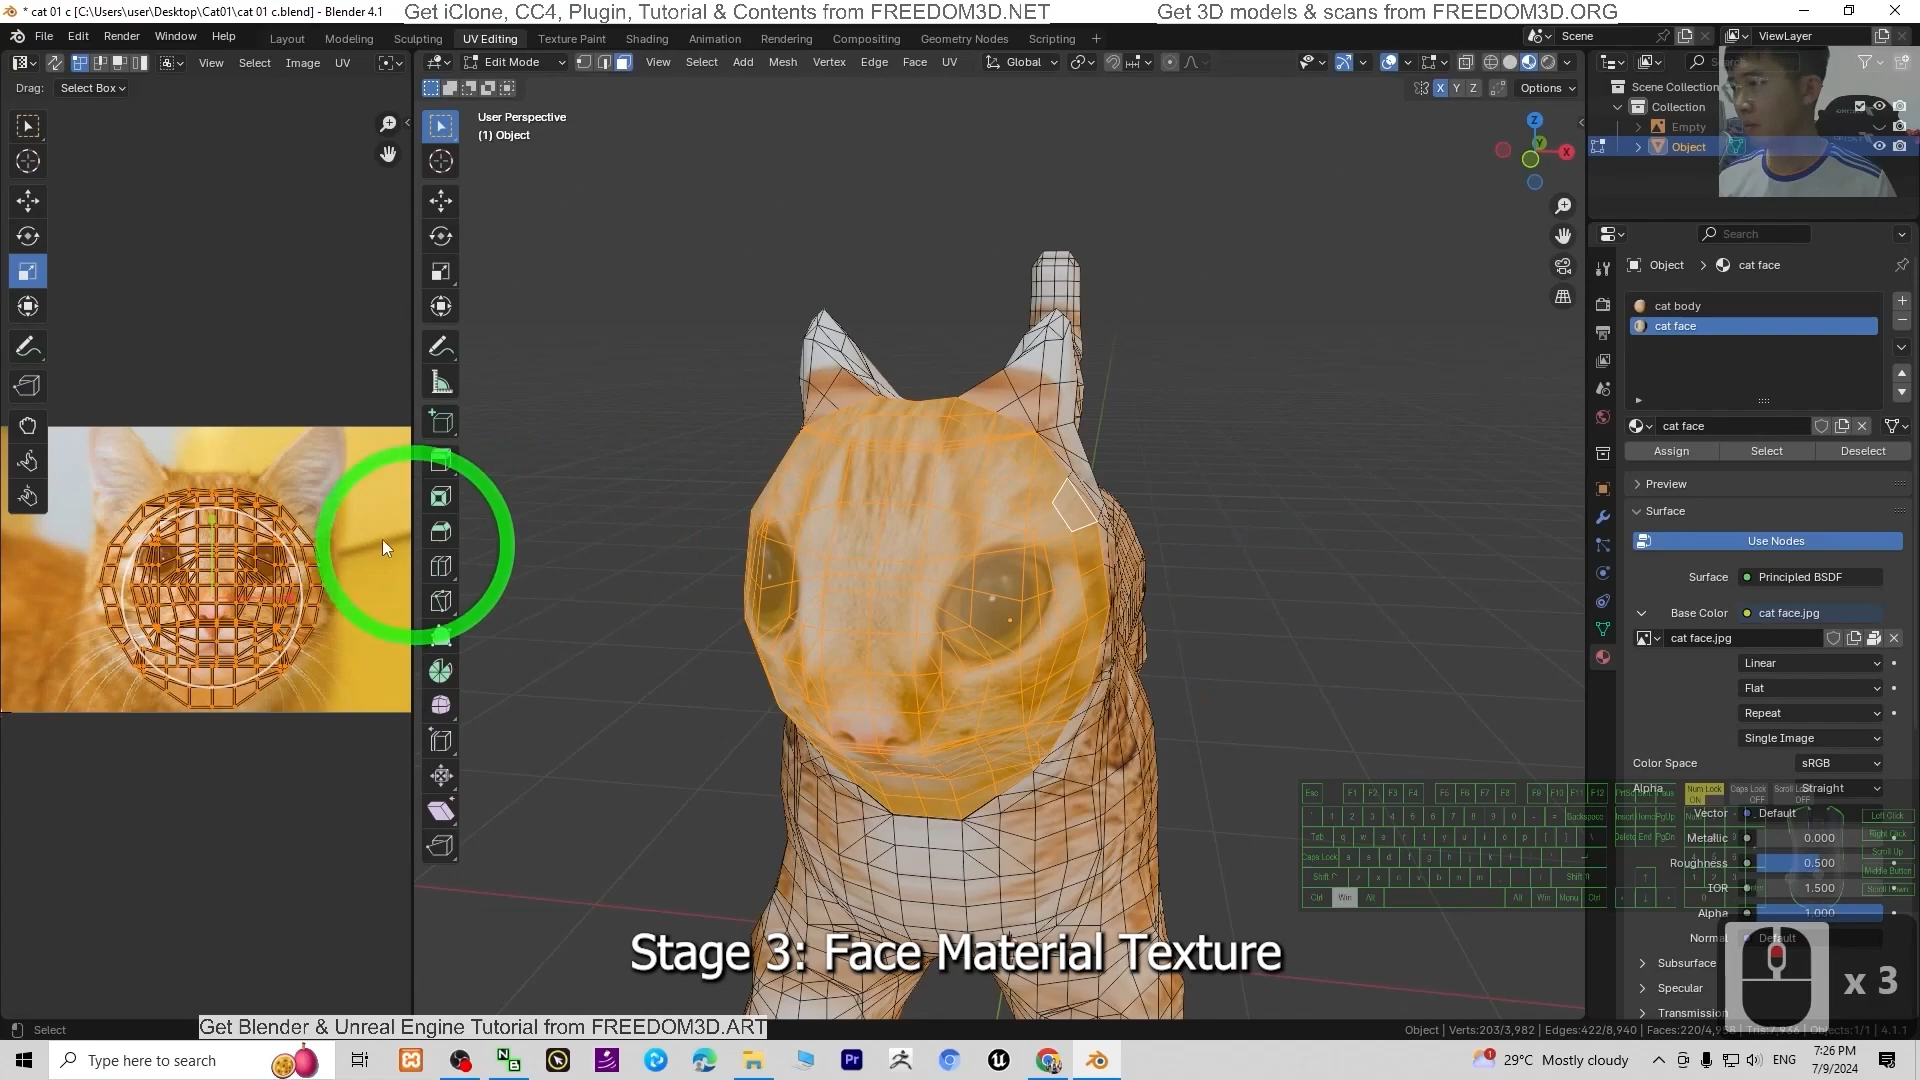 * cat 01 c [C:\Users\user\Desktop\Cat01\cat 01 c.blend] - Blender 4.1
Get iClone, CC4, Plugin, Tutorial & Contents from FREEDOM3D.NET
Get 3D models & scans from FREEDOM3D.ORG
File Edit Render Window Help
Layout Modeling Sculpting UV Editing Texture Paint Shading Animation Rendering Compositing Geometry Nodes Scripting +
Scene
ViewLayer
View Select Image UV
Edit Mode View Select Add Mesh Vertex Edge Face UV
Global
Drag: Select Box
X Y Z Options
User Perspective
(1) Object
Z
Y
X
Scene Collection
Collection
Empty
Object
Search
Object > cat face
cat body
cat face
cat face
Assign Select Deselect
Preview
Surface
Use Nodes
Surface Principled BSDF
Base Color cat face.jpg
cat face.jpg
Linear
Flat
Repeat
Single Image
Color Space sRGB
Alpha Straight
Vector Default
Metallic 0.000
Roughness 0.500
IOR 1.500
Alpha 1.000
Normal Default
Subsurface
Specular
Transmission
Stage 3: Face Material Texture
x 3
Select
Get Blender & Unreal Engine Tutorial from FREEDOM3D.ART
Type here to search
29°C Mostly cloudy
ENG
7:26 PM
7/9/2024